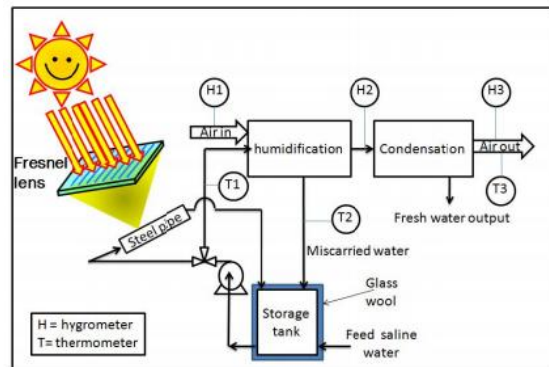 H1
H2
H3
Air in
humidification
Condensation
Air out
Fresnel
lens
T1
T2
T3
Fresh water output
Steel pipe
Miscarried water
Glass
wool
Storage
tank
Feed saline
water
H = hygrometer
T= thermometer